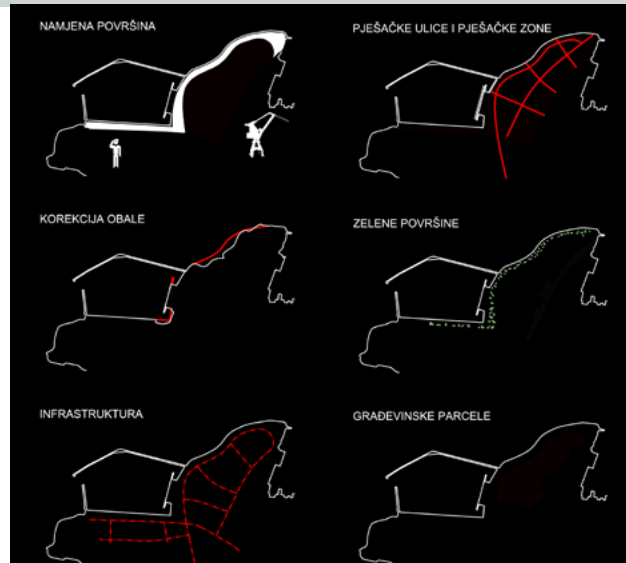 NAMJENA POVRŠINA
PJEŠAČKE ULICE I PJEŠAČKE ZONE
KOREKCIJA OBALE
ZELENE POVRŠINE
INFRASTRUKTURA
GRAĐEVINSKE PARCELE